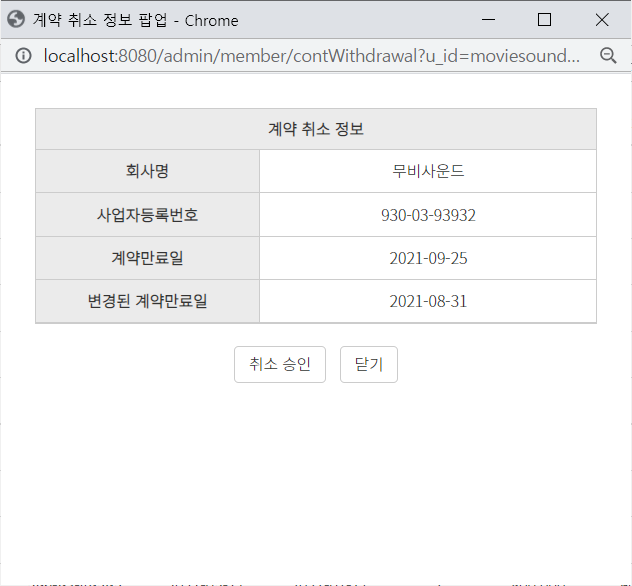 계약 취소 정보 팝업 - Chrome
localhost:8080/admin/member/contWithdrawal?u_id=moviesound...
계약 취소 정보
회사명 무비사운드
사업자등록번호 930-03-93932
계약만료일 2021-09-25
변경된 계약만료일 2021-08-31
취소 승인 닫기